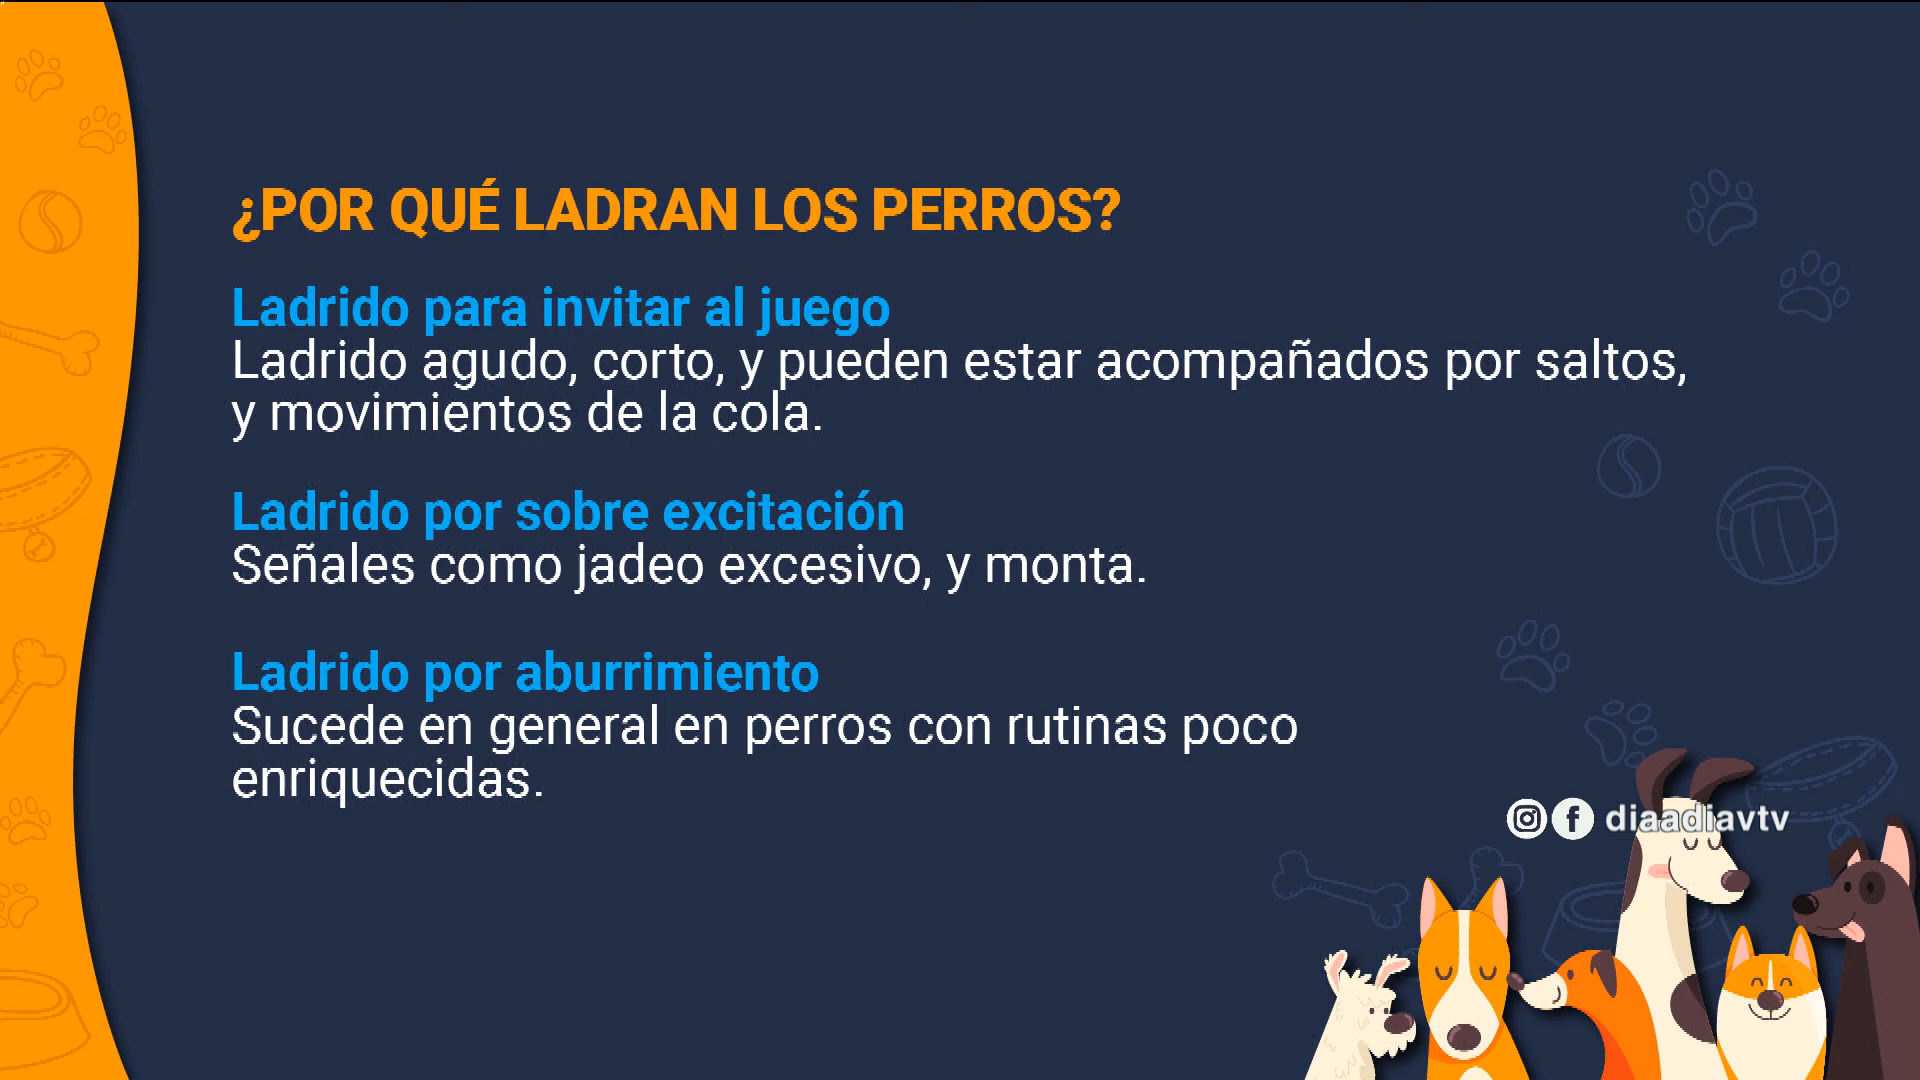 ¿POR QUÉ LADRAN LOS PERROS?
Ladrido para invitar al juego
Ladrido agudo, corto, y pueden estar acompañados por saltos,
y movimientos de la cola.
Ladrido por sobre excitación
Señales como jadeo excesivo, y monta.
Ladrido por aburrimiento
Sucede en general en perros con rutinas poco
enriquecidas.
diaadiavtv